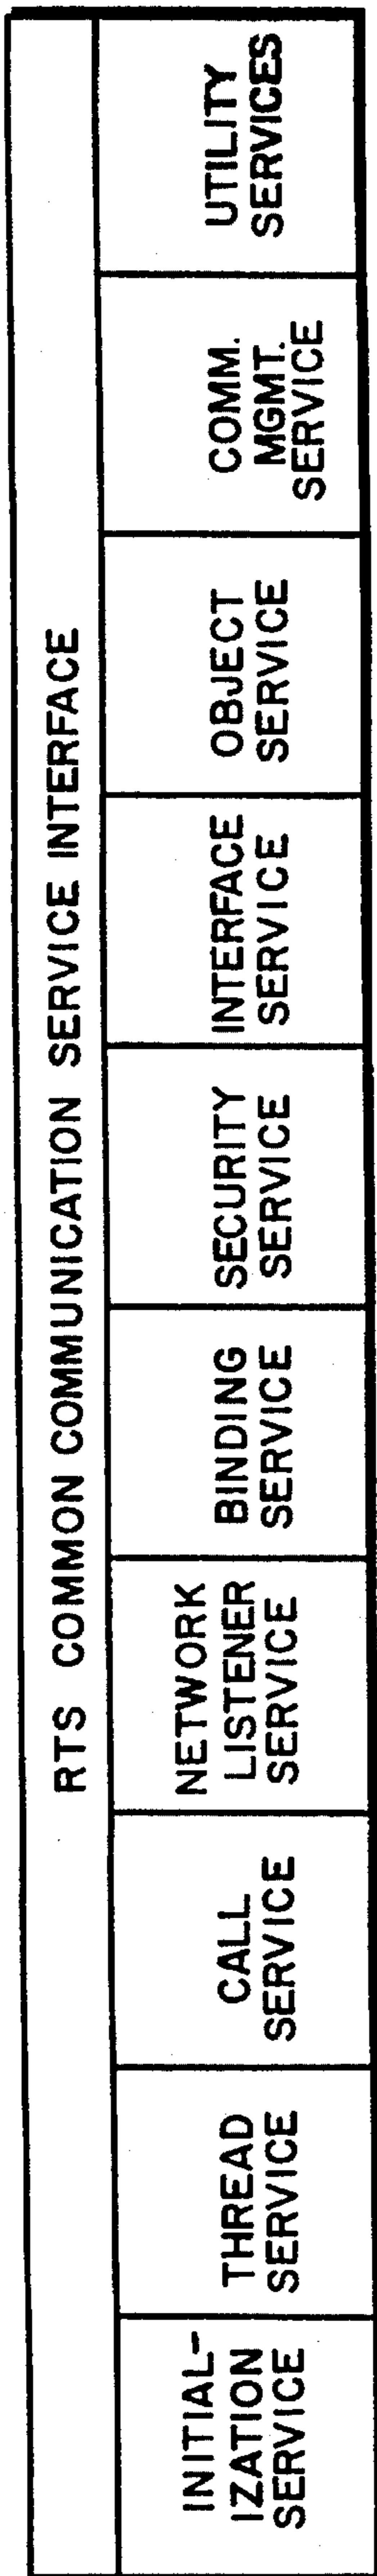 RTS COMMON COMMUNICATION SERVICE INTERFACE
INITIAL-
IZATION
SERVICE
THREAD
SERVICE
CALL
SERVICE
NETWORK
LISTENER
SERVICE
BINDING
SERVICE
SECURITY
SERVICE
INTERFACE
SERVICE
OBJECT
SERVICE
COMM.
MGMT.
SERVICE
UTILITY
SERVICES